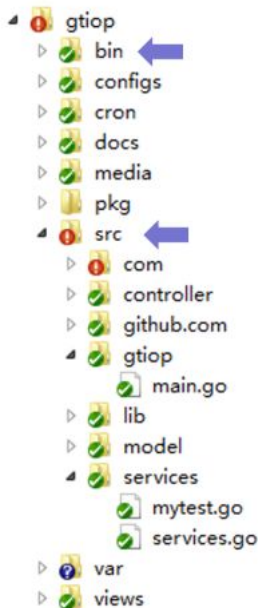 gtiop
bin
configs
cron
docs
media
pkg
src
com
controller
github.com
gtiop
main.go
lib
model
services
mytest.go
services.go
var
views